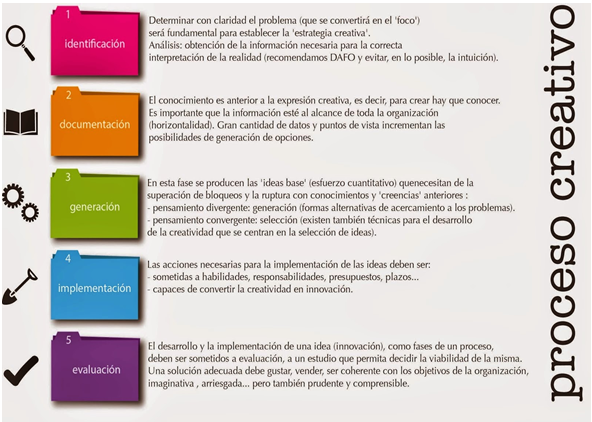 proceso creativo
1
identificación
Determinar con claridad el problema (que se convertirá en el 'foco')
será fundamental para establecer la 'estrategia creativa'.
Análisis: obtención de la información necesaria para la correcta
interpretación de la realidad (recomendamos DAFO y evitar, en lo posible, la intuición).
2
documentación
El conocimiento es anterior a la expresión creativa, es decir, para crear hay que conocer.
Es importante que la información esté al alcance de toda la organización
(horizontalidad). Gran cantidad de datos y puntos de vista incrementan las
posibilidades de generación de opciones.
3
generación
En esta fase se producen las 'ideas base' (esfuerzo cuantitativo) quenecesitan de la
superación de bloqueos y la ruptura con conocimientos y 'creencias' anteriores :
- pensamiento divergente: generación (formas alternativas de acercamiento a los problemas).
- pensamiento convergente: selección (existen también técnicas para el desarrollo
de la creatividad que se centran en la selección de ideas).
4
implementación
Las acciones necesarias para la implementación de las ideas deben ser:
- sometidas a habilidades, responsabilidades, presupuestos, plazos...
- capaces de convertir la creatividad en innovación.
5
evaluación
El desarrollo y la implementación de una idea (innovación), como fases de un proceso,
deben ser sometidos a evaluación, a un estudio que permita decidir la viabilidad de la misma.
Una solución adecuada debe gustar, vender, ser coherente con los objetivos de la organización,
imaginativa , arriesgada... pero también prudente y comprensible.